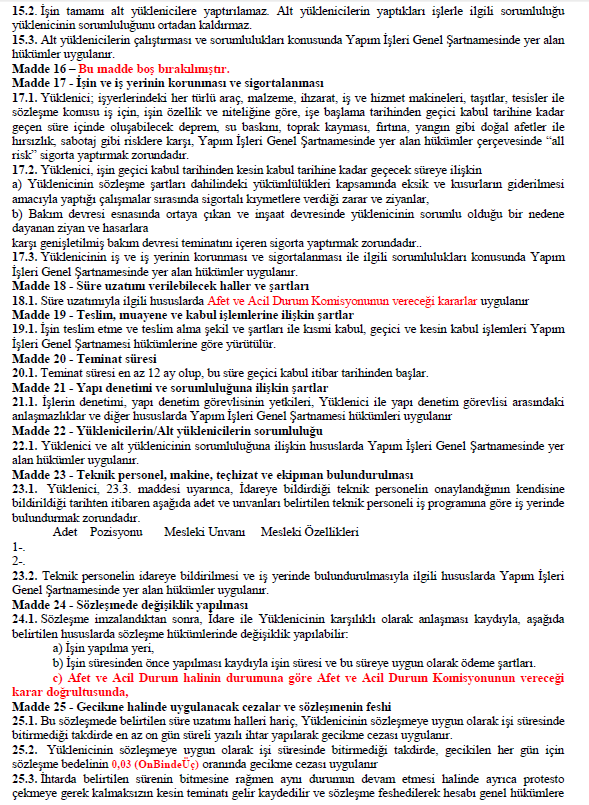 15.2. İşin tamamı alt yüklenicilere yaptırılamaz. Alt yüklenicilerin yaptıkları işlerle ilgili sorumluluğu
yüklenicinin sorumluluğunu ortadan kaldırmaz.
15.3. Alt yüklenicilerin çalıştırması ve sorumlulukları konusunda Yapım İşleri Genel Şartnamesinde yer alan
hükümler uygulanır.
Madde 16 – Bu madde boş bırakılmıştır.
Madde 17 - İşin ve iş yerinin korunması ve sigortalanması
17.1. Yüklenici; işyerlerindeki her türlü araç, malzeme, ihzarat, iş ve hizmet makineleri, taşıtlar, tesisler ile
sözleşme konusu iş için, işin özellik ve niteliğine göre, işe başlama tarihinden geçici kabul tarihine kadar
geçen süre içinde oluşabilecek deprem, su baskını, toprak kayması, fırtına, yangın gibi doğal afetler ile
hırsızlık, sabotaj gibi risklere karşı, Yapım İşleri Genel Şartnamesinde yer alan hükümler çerçevesinde “all
risk” sigorta yaptırmak zorundadır.
17.2. Yüklenici, işin geçici kabul tarihinden kesin kabul tarihine kadar geçecek süreye ilişkin
a) Yüklenicinin sözleşme şartları dahilindeki yükümlülükleri kapsamında eksik ve kusurların giderilmesi
amacıyla yaptığı çalışmalar sırasında sigortalı kıymetlere verdiği zarar ve ziyanlar,
b) Bakım devresi esnasında ortaya çıkan ve inşaat devresinde yüklenicinin sorumlu olduğu bir nedene
dayanan ziyan ve hasarlara
karşı genişletilmiş bakım devresi teminatını içeren sigorta yaptırmak zorundadır..
17.3. Yüklenicinin iş ve iş yerinin korunması ve sigortalanması ile ilgili sorumlulukları konusunda Yapım
İşleri Genel Şartnamesinde yer alan hükümler uygulanır.
Madde 18 - Süre uzatımı verilebilecek haller ve şartları
18.1. Süre uzatımıyla ilgili hususlarda Afet ve Acil Durum Komisyonunun vereceği kararlar uygulanır
Madde 19 - Teslim, muayene ve kabul işlemlerine ilişkin şartlar
19.1. İşin teslim etme ve teslim alma şekil ve şartları ile kısmi kabul, geçici ve kesin kabul işlemleri Yapım
İşleri Genel Şartnamesi hükümlerine göre yürütülür.
Madde 20 - Teminat süresi
20.1. Teminat süresi en az 12 ay olup, bu süre geçici kabul itibar tarihinden başlar.
Madde 21 - Yapı denetimi ve sorumluluğuna ilişkin şartlar
21.1. İşlerin denetimi, yapı denetim görevlisinin yetkileri, Yüklenici ile yapı denetim görevlisi arasındaki
anlaşmazlıklar ve diğer hususlarda Yapım İşleri Genel Şartnamesi hükümleri uygulanır
Madde 22 - Yüklenicilerin/Alt yüklenicilerin sorumluluğu
22.1. Yüklenici ve alt yüklenicinin sorumluluğuna ilişkin hususlarda Yapım İşleri Genel Şartnamesinde yer
alan hükümler uygulanır.
Madde 23 - Teknik personel, makine, teçhizat ve ekipman bulundurulması
23.1. Yüklenici, 23.3. maddesi uyarınca, İdareye bildirdiği teknik personelin onaylandığının kendisine
bildirildiği tarihten itibaren aşağıda adet ve unvanları belirtilen teknik personeli iş programına göre iş yerinde
bulundurmak zorundadır.
Adet Pozisyonu Mesleki Unvanı Mesleki Özellikleri
1-.
2-.
23.2. Teknik personelin idareye bildirilmesi ve iş yerinde bulundurulmasıyla ilgili hususlarda Yapım İşleri
Genel Şartnamesinde yer alan hükümler uygulanır.
Madde 24 - Sözleşmede değişiklik yapılması
24.1. Sözleşme imzalandıktan sonra, İdare ile Yüklenicinin karşılıklı olarak anlaşması kaydıyla, aşağıda
belirtilen hususlarda sözleşme hükümlerinde değişiklik yapılabilir:
a) İşin yapılma yeri,
b) İşin süresinden önce yapılması kaydıyla işin süresi ve bu süreye uygun olarak ödeme şartları.
c) Afet ve Acil Durum halinin durumuna göre Afet ve Acil Durum Komisyonunun vereceği
karar doğrultusunda,
Madde 25 - Gecikme halinde uygulanacak cezalar ve sözleşmenin feshi
25.1. Bu sözleşmede belirtilen süre uzatımı halleri hariç, Yüklenicinin sözleşmeye uygun olarak işi süresinde
bitirmediği takdirde en az on gün süreli yazılı ihtar yapılarak gecikme cezası uygulanır.
25.2. Yüklenicinin sözleşmeye uygun olarak işi süresinde bitirmediği takdirde, gecikilen her gün için
sözleşme bedelinin 0,03 (OnBindeÜç) oranında gecikme cezası uygulanır
25.3. İhtarda belirtilen sürenin bitmesine rağmen aynı durumun devam etmesi halinde ayrıca protesto
çekmeye gerek kalmaksızın kesin teminatı gelir kaydedilir ve sözleşme feshedilerek hesabı genel hükümlere